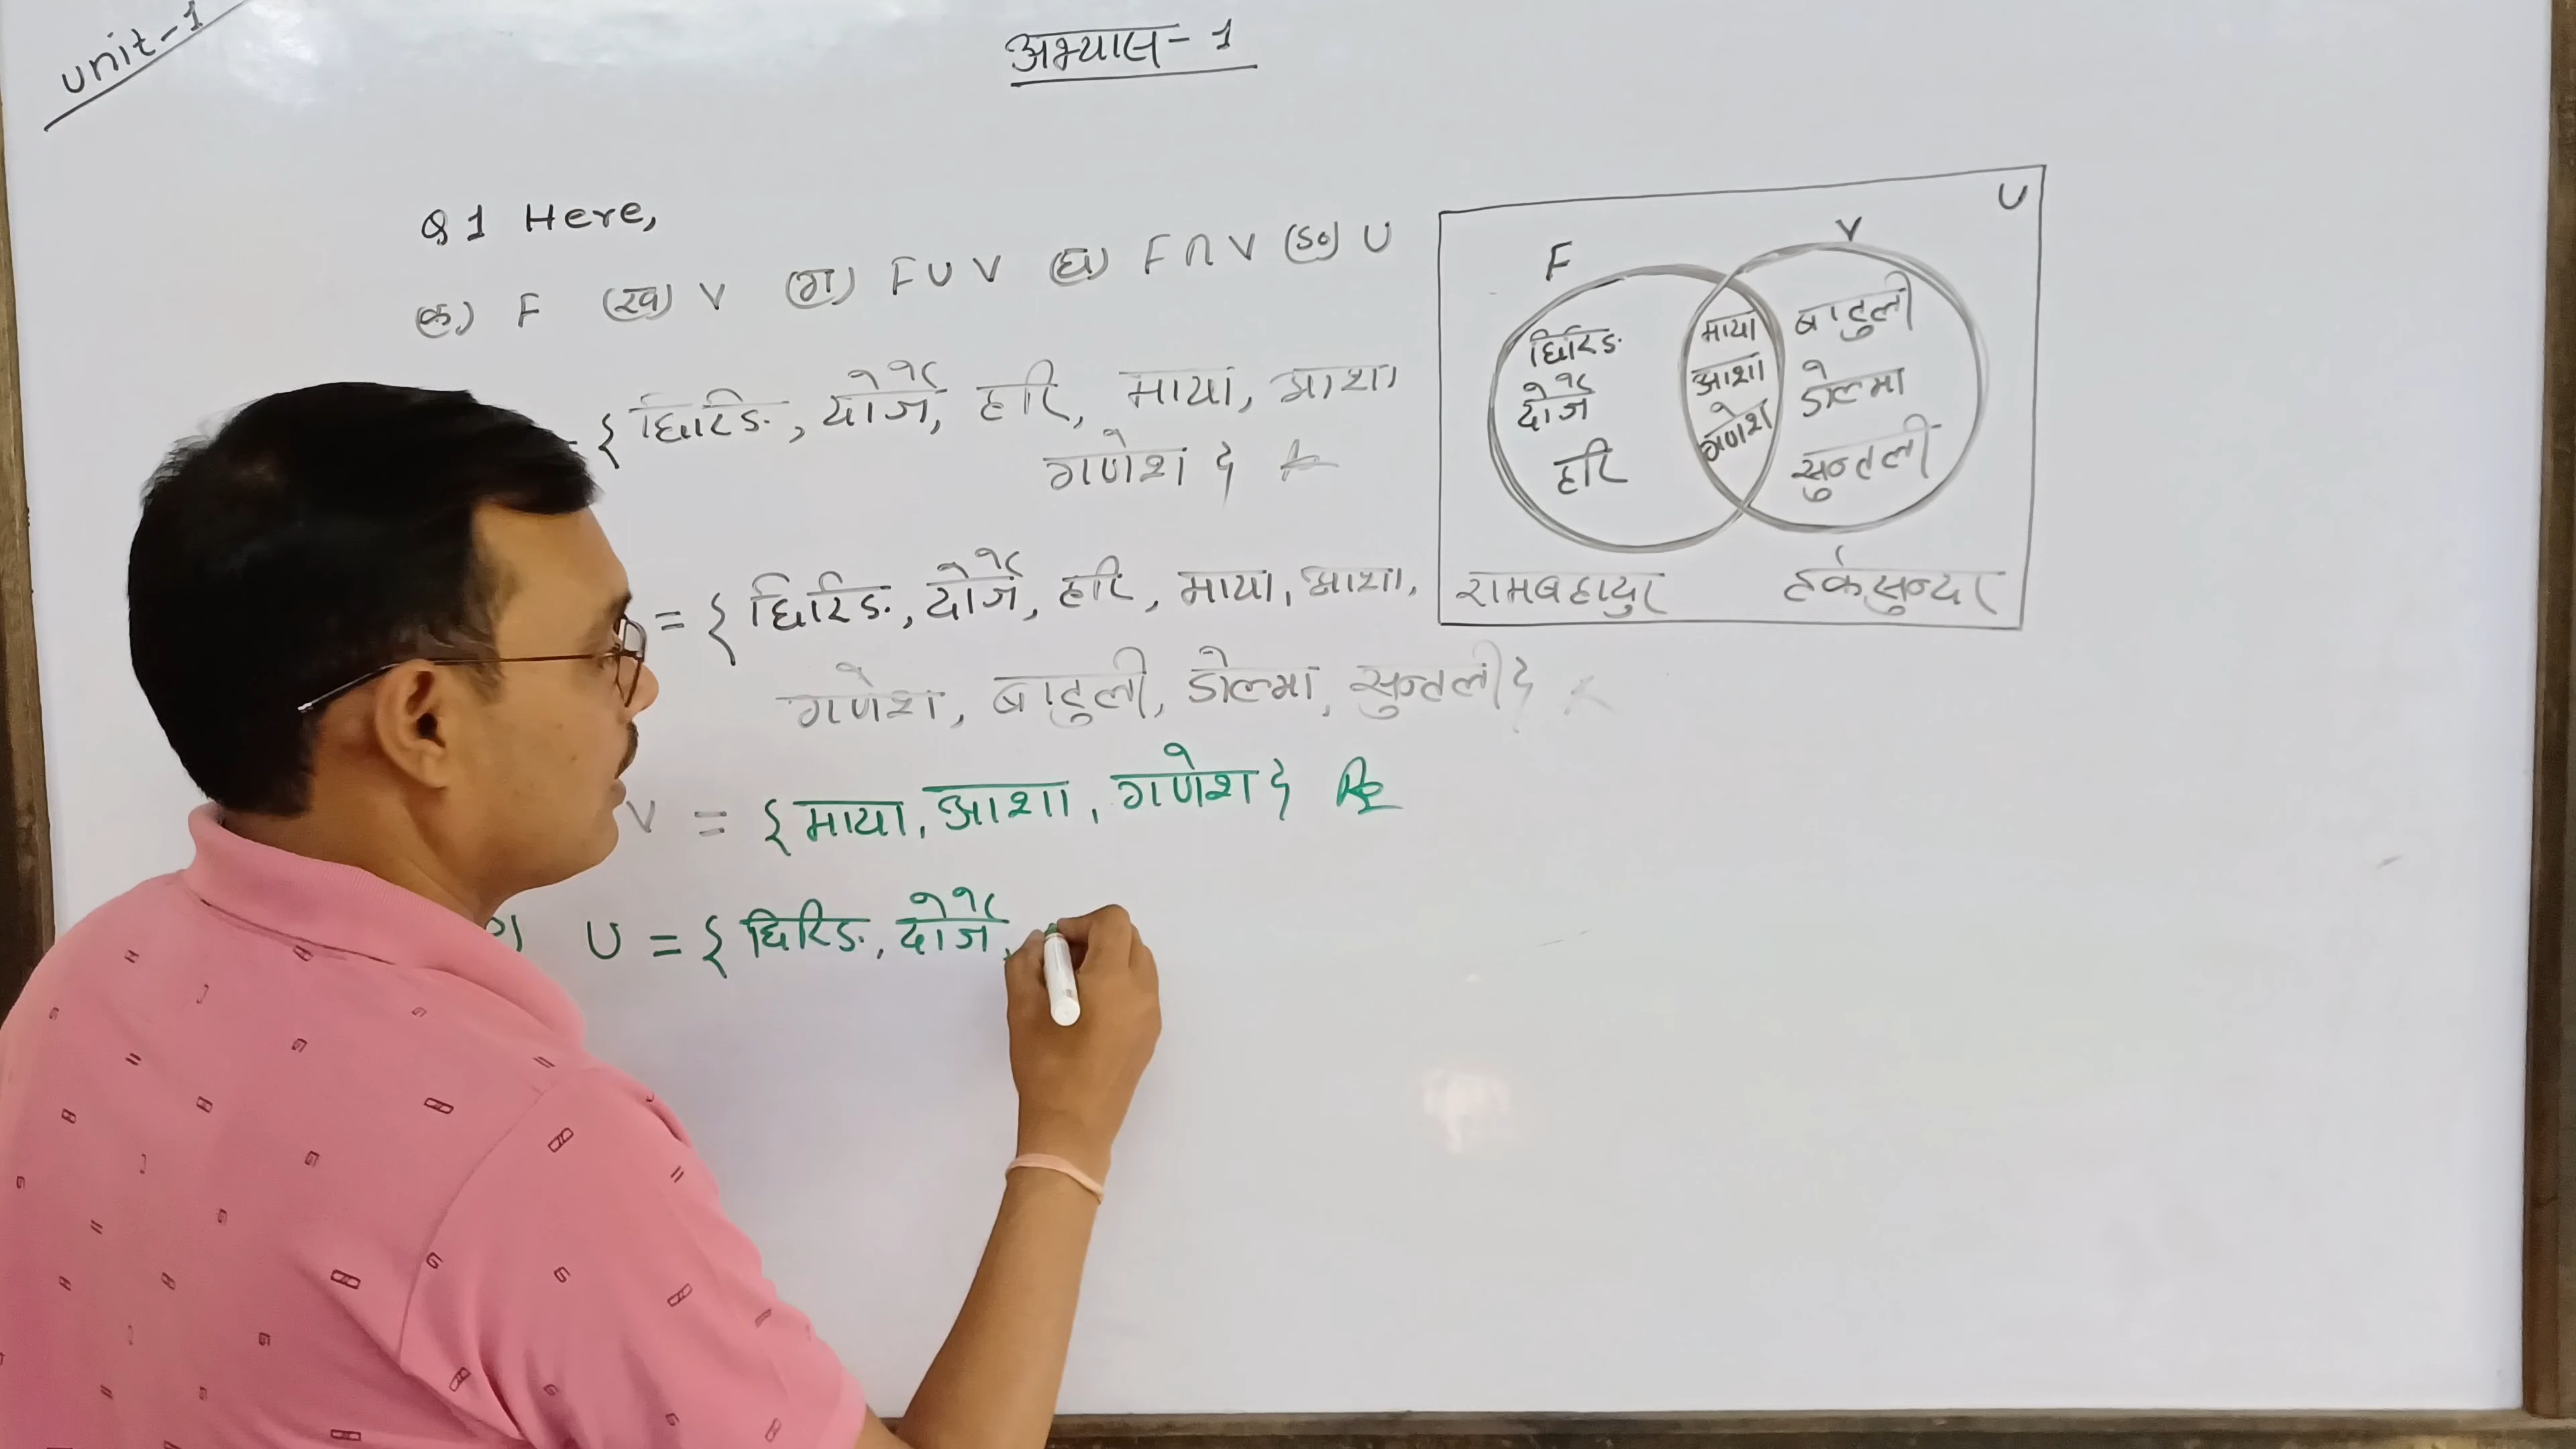 unit-1
अभ्यास-1
Q1 Here,
(क) F (ख) V (ग) F∪V (घ) F∩V (ङ) U
= {घिरिङ, दोर्जे, हरि, माया, आशा
गणेश}
= {घिरिङ, दोर्जे, हरि, माया, आशा,
गणेश, बाटुली, डोल्मा, सुन्तली}
V = {माया, आशा, गणेश}
U = {घिरिङ, दोर्जे,
U
F
V
घिरिङ
दोर्जे
हरि
माया
आशा
गणेश
बाटुली
डोल्मा
सुन्तली
रामबहादुर
हर्कसुन्दर